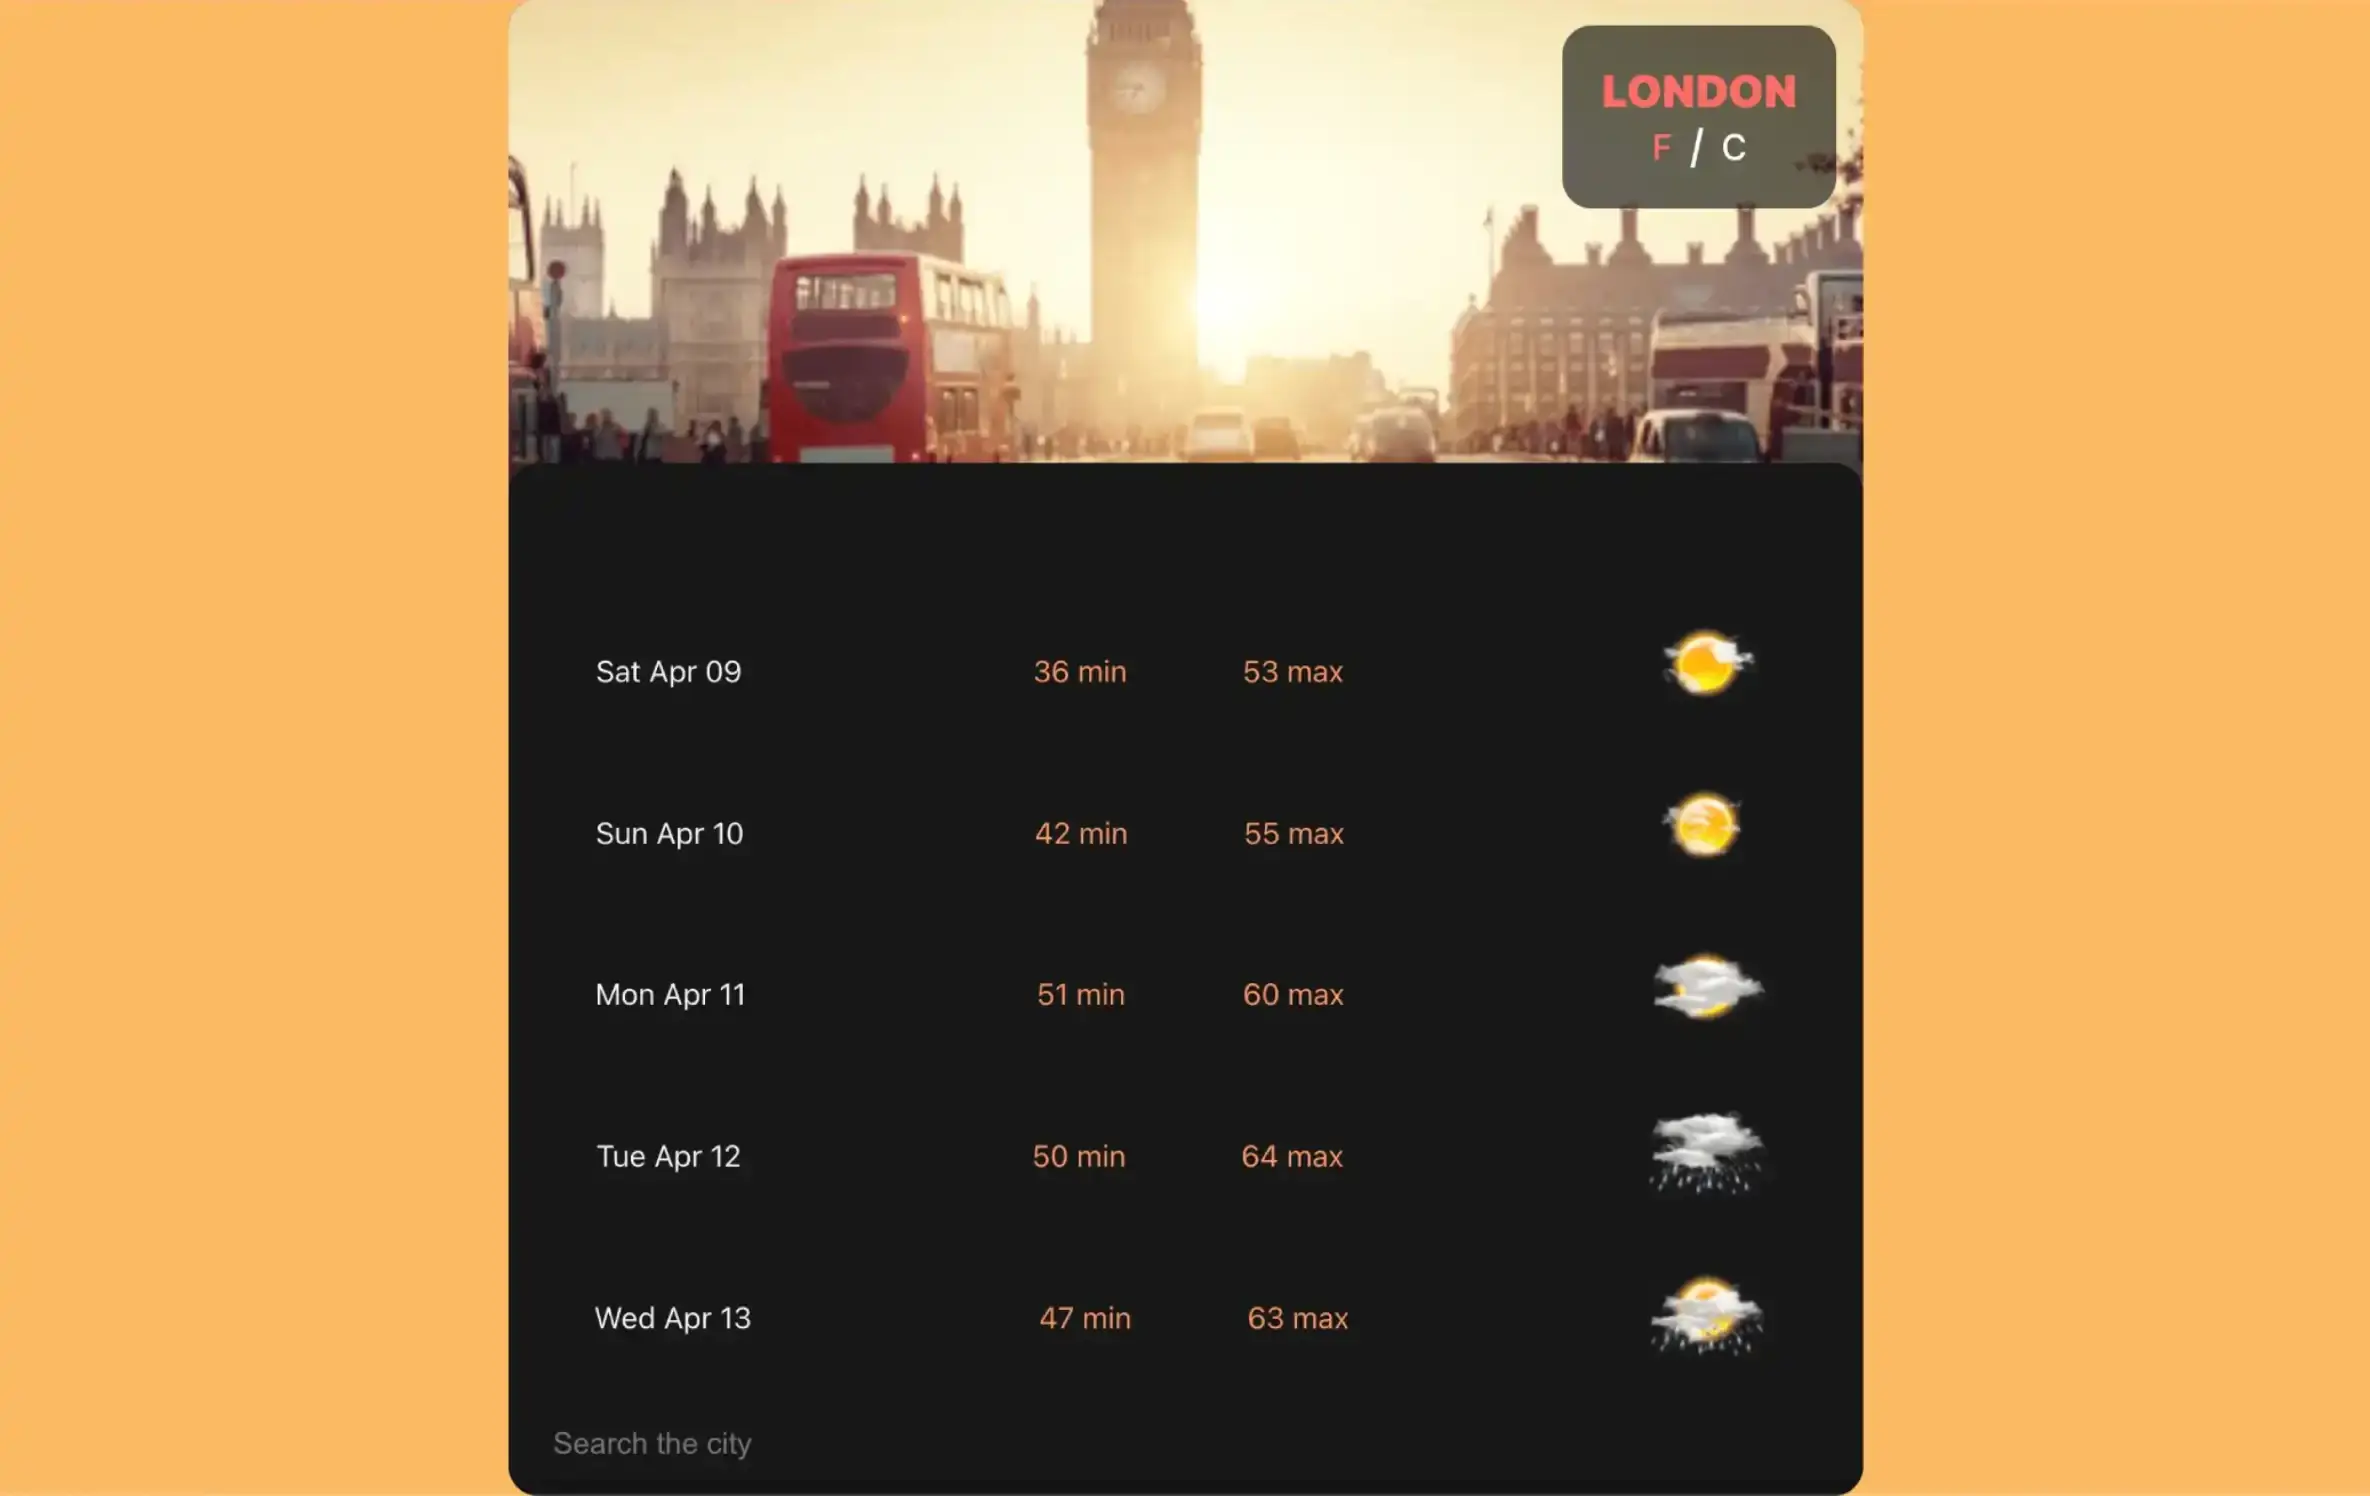 LONDON
F / C
Sat Apr 09 36 min 53 max
Sun Apr 10 42 min 55 max
Mon Apr 11 51 min 60 max
Tue Apr 12 50 min 64 max
Wed Apr 13 47 min 63 max
Search the city